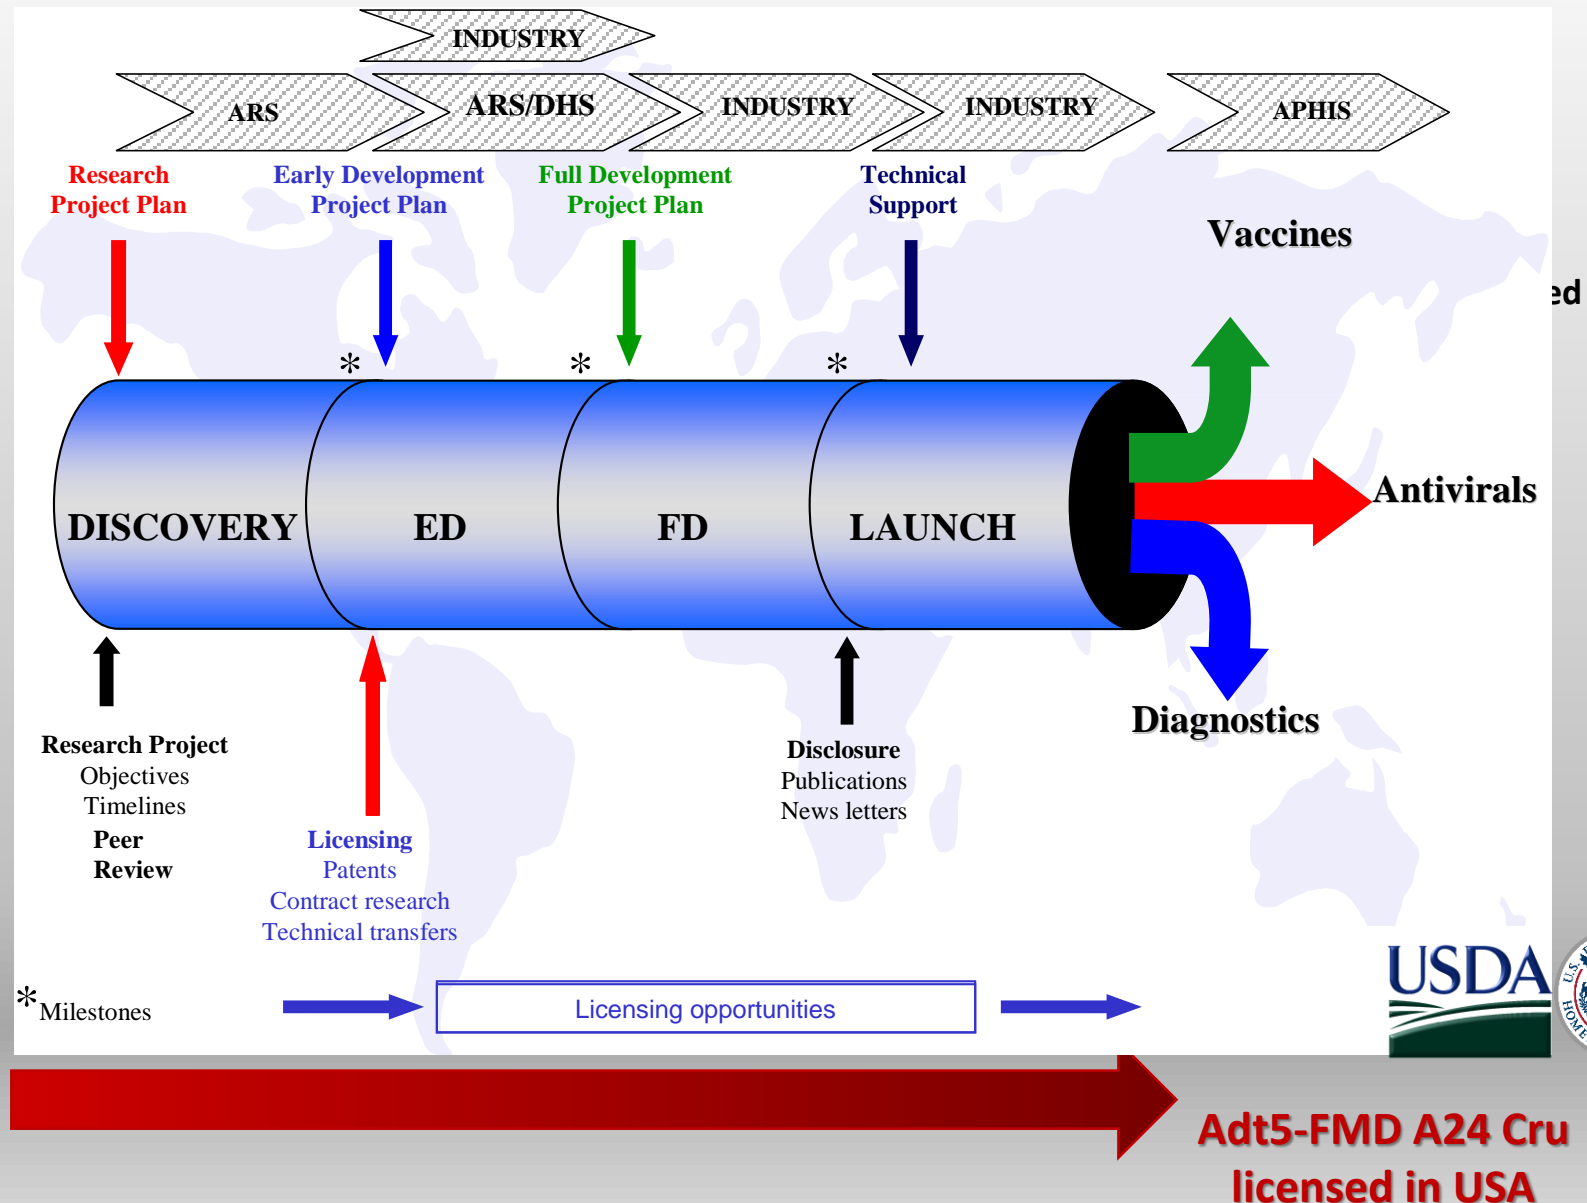 INDUSTRY
ARS
ARS/DHS
INDUSTRY
INDUSTRY
APHIS
Research
Project Plan
Early Development
Project Plan
Full Development
Project Plan
Technical
Support
Vaccines
ed
*
*
*
DISCOVERY
ED
FD
LAUNCH
Antivirals
Diagnostics
Research Project
Objectives
Timelines
Peer
Review
Licensing
Patents
Contract research
Technical transfers
Disclosure
Publications
News letters
*Milestones
Licensing opportunities
USDA
U.S.
HOME
Adt5-FMD A24 Cru
licensed in USA